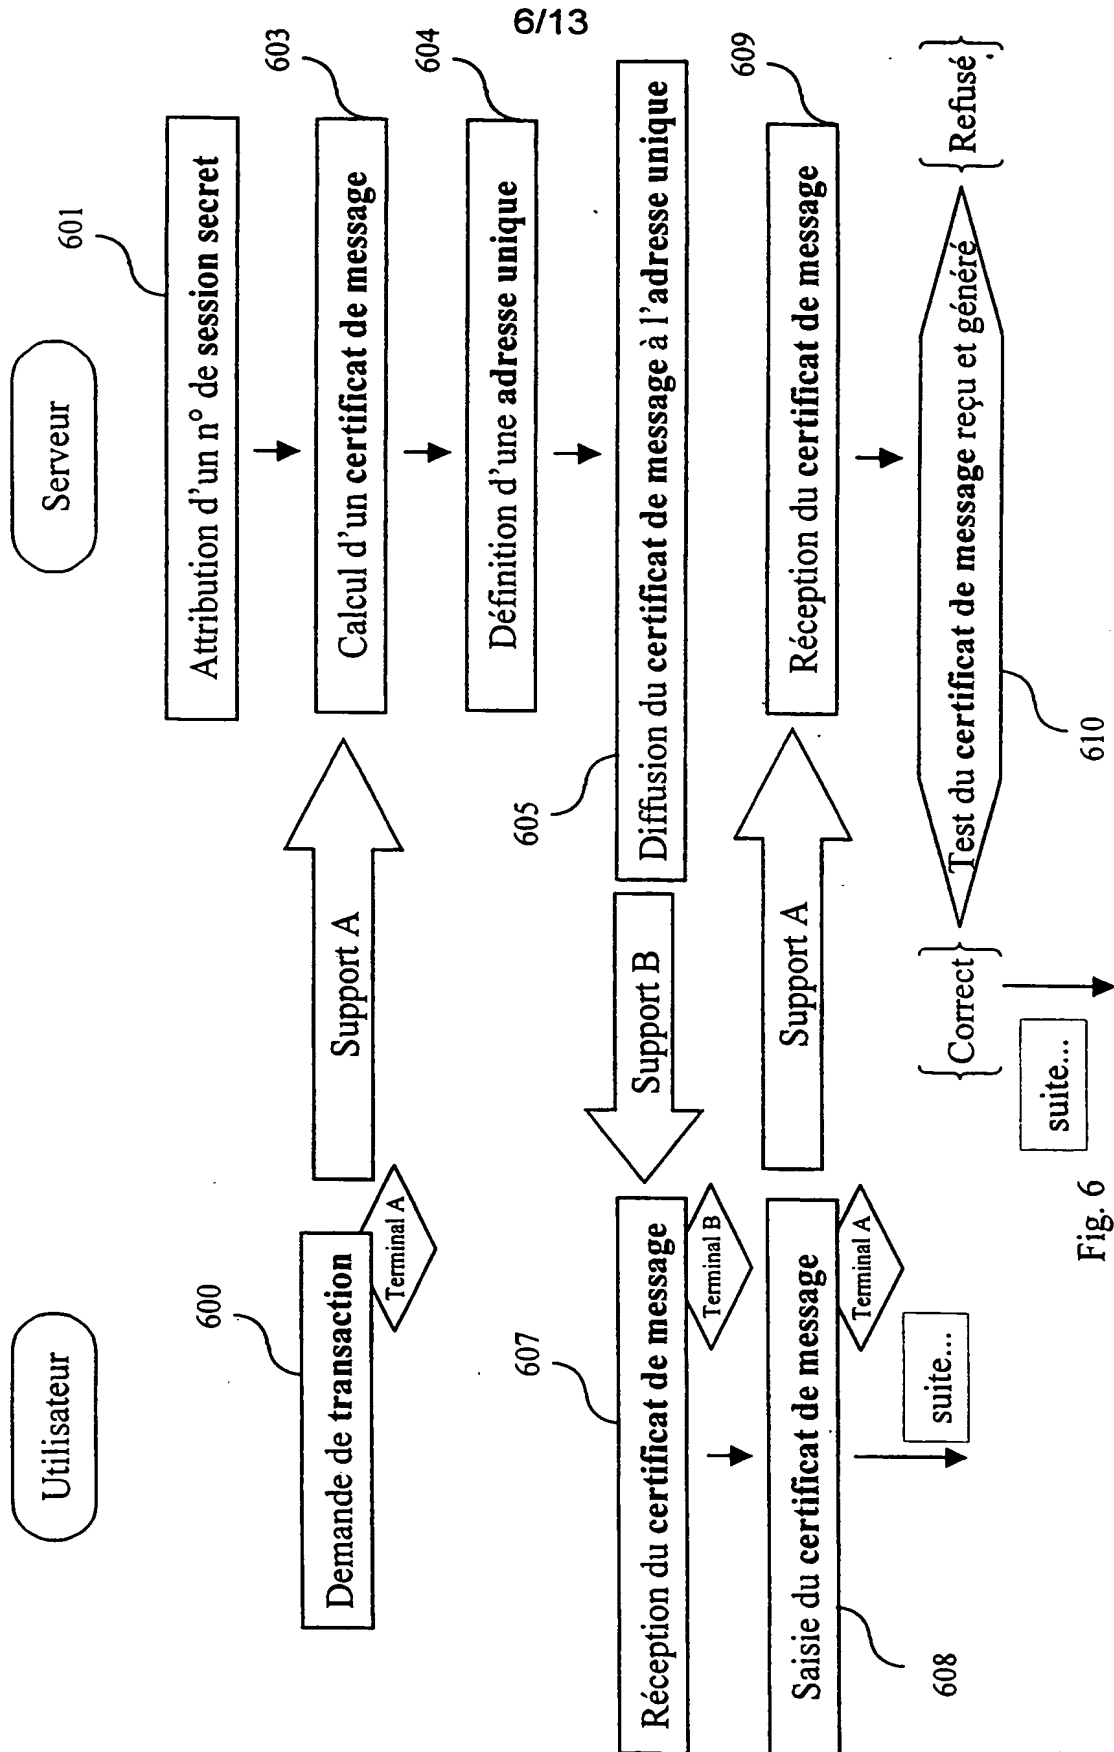 6/13
Utilisateur
Serveur
601
Attribution d'un n° de session secret
600
Demande de transaction
Terminal A
Support A
603
Calcul d'un certificat de message
604
Définition d'une adresse unique
605
Diffusion du certificat de message à l'adresse unique
Support B
607
Réception du certificat de message
Terminal B
608
Saisie du certificat de message
Terminal A
Support A
609
Réception du certificat de message
suite...
{Correct}
Test du certificat de message reçu et généré
{Refusé}
610
suite...
Fig. 6